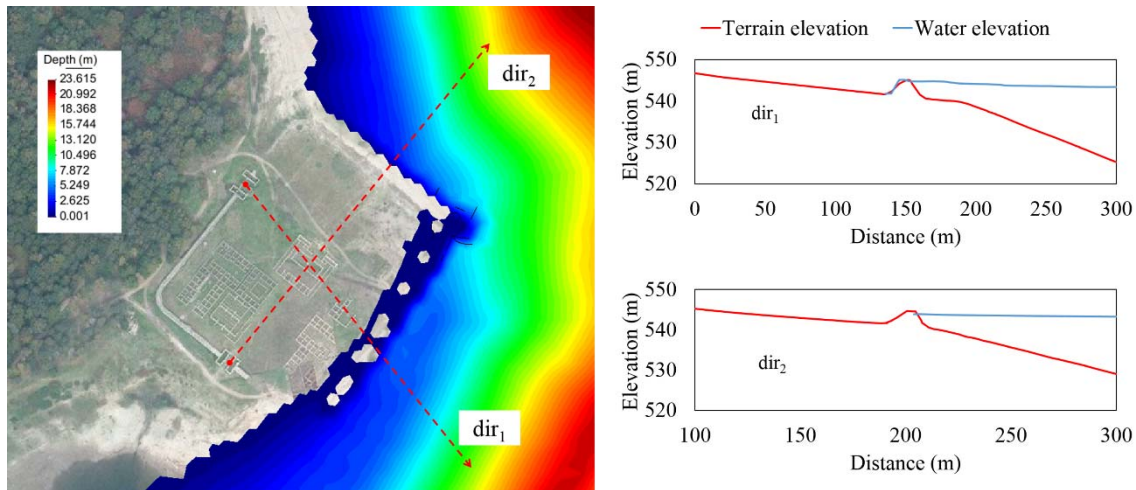 Depth (m)
23.615
20.992
18.368
15.744
13.120
10.496
7.872
5.249
2.625
0.001
dir2
dir1
Terrain elevation Water elevation
Elevation (m)
550
540
530
520
dir1
0 50 100 150 200 250 300
Distance (m)
Elevation (m)
550
540
530
520
dir2
100 150 200 250 300
Distance (m)